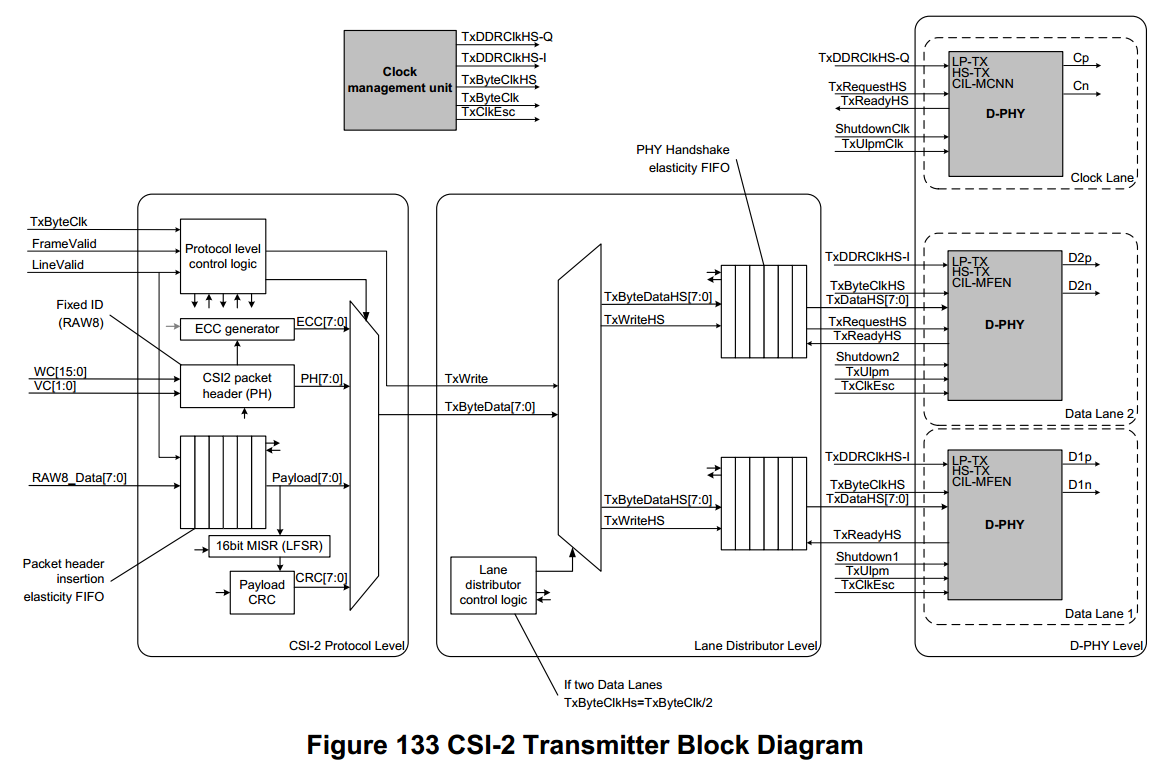 Clock
management unit
TxDDRClkHS-Q
TxDDRClkHS-I
TxByteClkHS
TxByteClk
TxClkEsc
PHY Handshake
elasticity FIFO
TxDDRClkHS-Q
TxRequestHS
TxReadyHS
ShutdownClk
TxUlpmClk
LP-TX
HS-TX
CIL-MCNN
D-PHY
Cp
Cn
Clock Lane
TxByteClk
FrameValid
LineValid
Fixed ID
(RAW8)
WC[15:0]
VC[1:0]
RAW8_Data[7:0]
Packet header
insertion
elasticity FIFO
Protocol level
control logic
ECC generator
ECC[7:0]
CSI2 packet
header (PH)
PH[7:0]
Payload[7:0]
16bit MISR (LFSR)
Payload
CRC
CRC[7:0]
CSI-2 Protocol Level
TxWrite
TxByteData[7:0]
TxByteDataHS[7:0]
TxWriteHS
TxByteDataHS[7:0]
TxWriteHS
Lane
distributor
control logic
Lane Distributor Level
If two Data Lanes
TxByteClkHs=TxByteClk/2
TxDDRClkHS-I
TxByteClkHS
TxDataHS[7:0]
TxRequestHS
TxReadyHS
Shutdown2
TxUlpm
TxClkEsc
LP-TX
HS-TX
CIL-MFEN
D-PHY
D2p
D2n
Data Lane 2
TxDDRClkHS-I
TxByteClkHS
TxDataHS[7:0]
TxReadyHS
Shutdown1
TxUlpm
TxClkEsc
LP-TX
HS-TX
CIL-MFEN
D-PHY
D1p
D1n
Data Lane 1
D-PHY Level
Figure 133 CSI-2 Transmitter Block Diagram